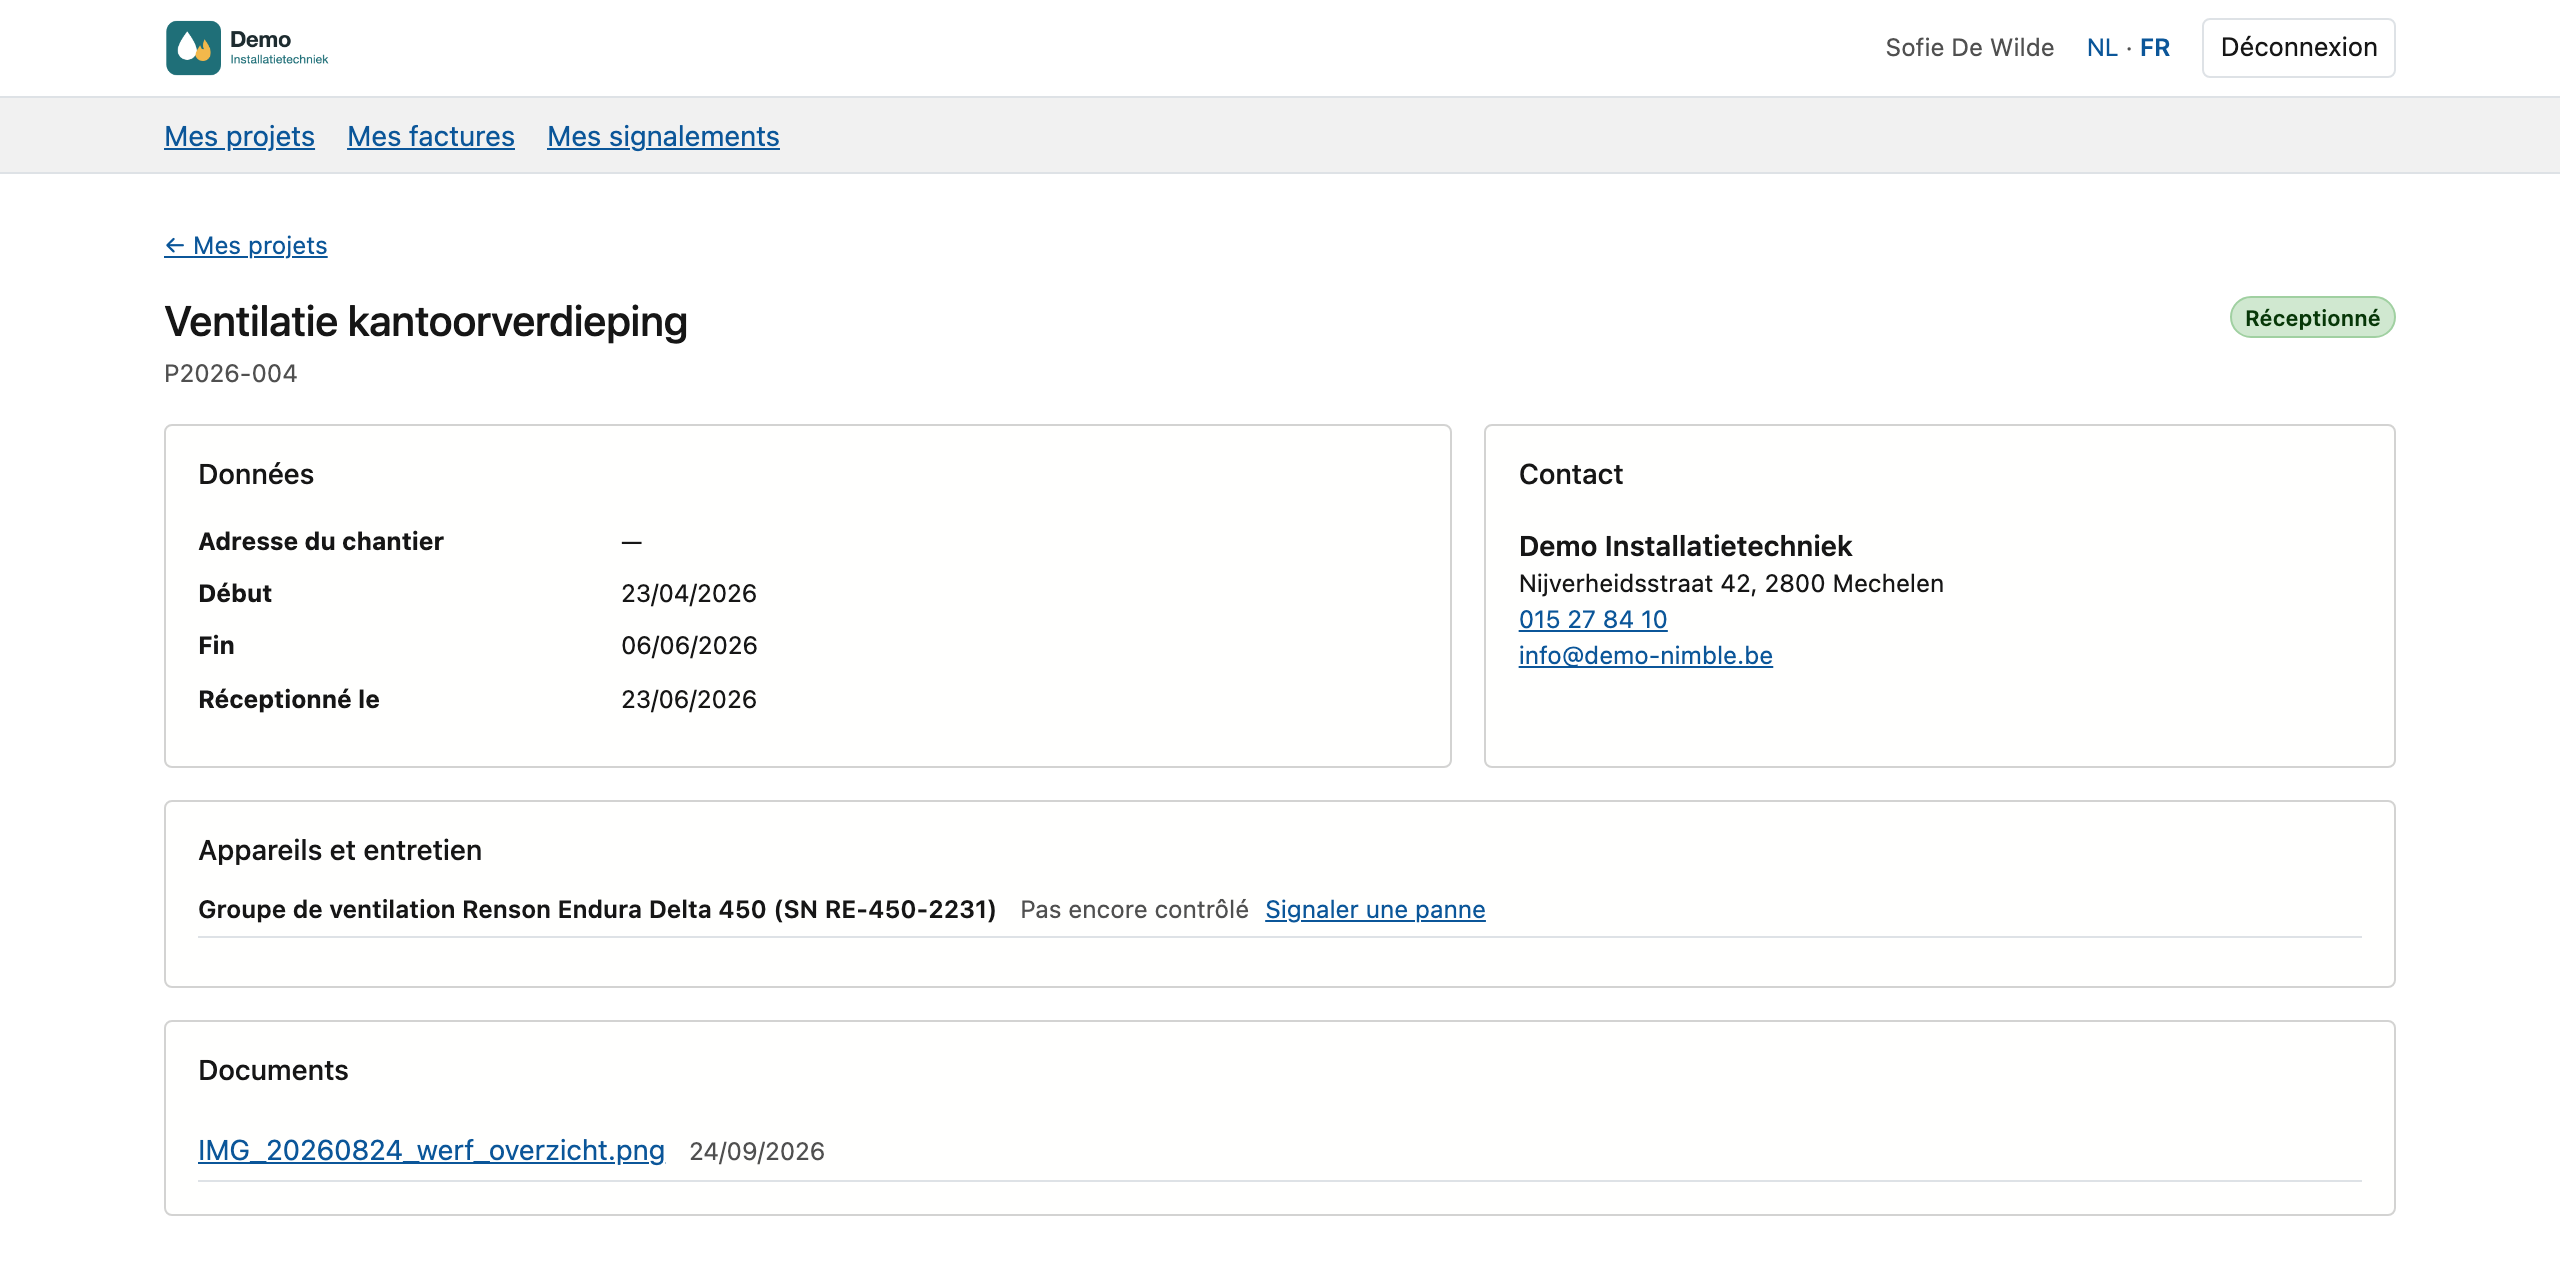 Demo
Installatietechniek
Sofie De Wilde NL · FR Déconnexion
Mes projets Mes factures Mes signalements
← Mes projets
Ventilatie kantoorverdieping
Réceptionné
P2026-004
Données
Adresse du chantier —
Début 23/04/2026
Fin 06/06/2026
Réceptionné le 23/06/2026
Contact
Demo Installatietechniek
Nijverheidsstraat 42, 2800 Mechelen
015 27 84 10
info@demo-nimble.be
Appareils et entretien
Groupe de ventilation Renson Endura Delta 450 (SN RE-450-2231) Pas encore contrôlé Signaler une panne
Documents
IMG_20260824_werf_overzicht.png 24/09/2026